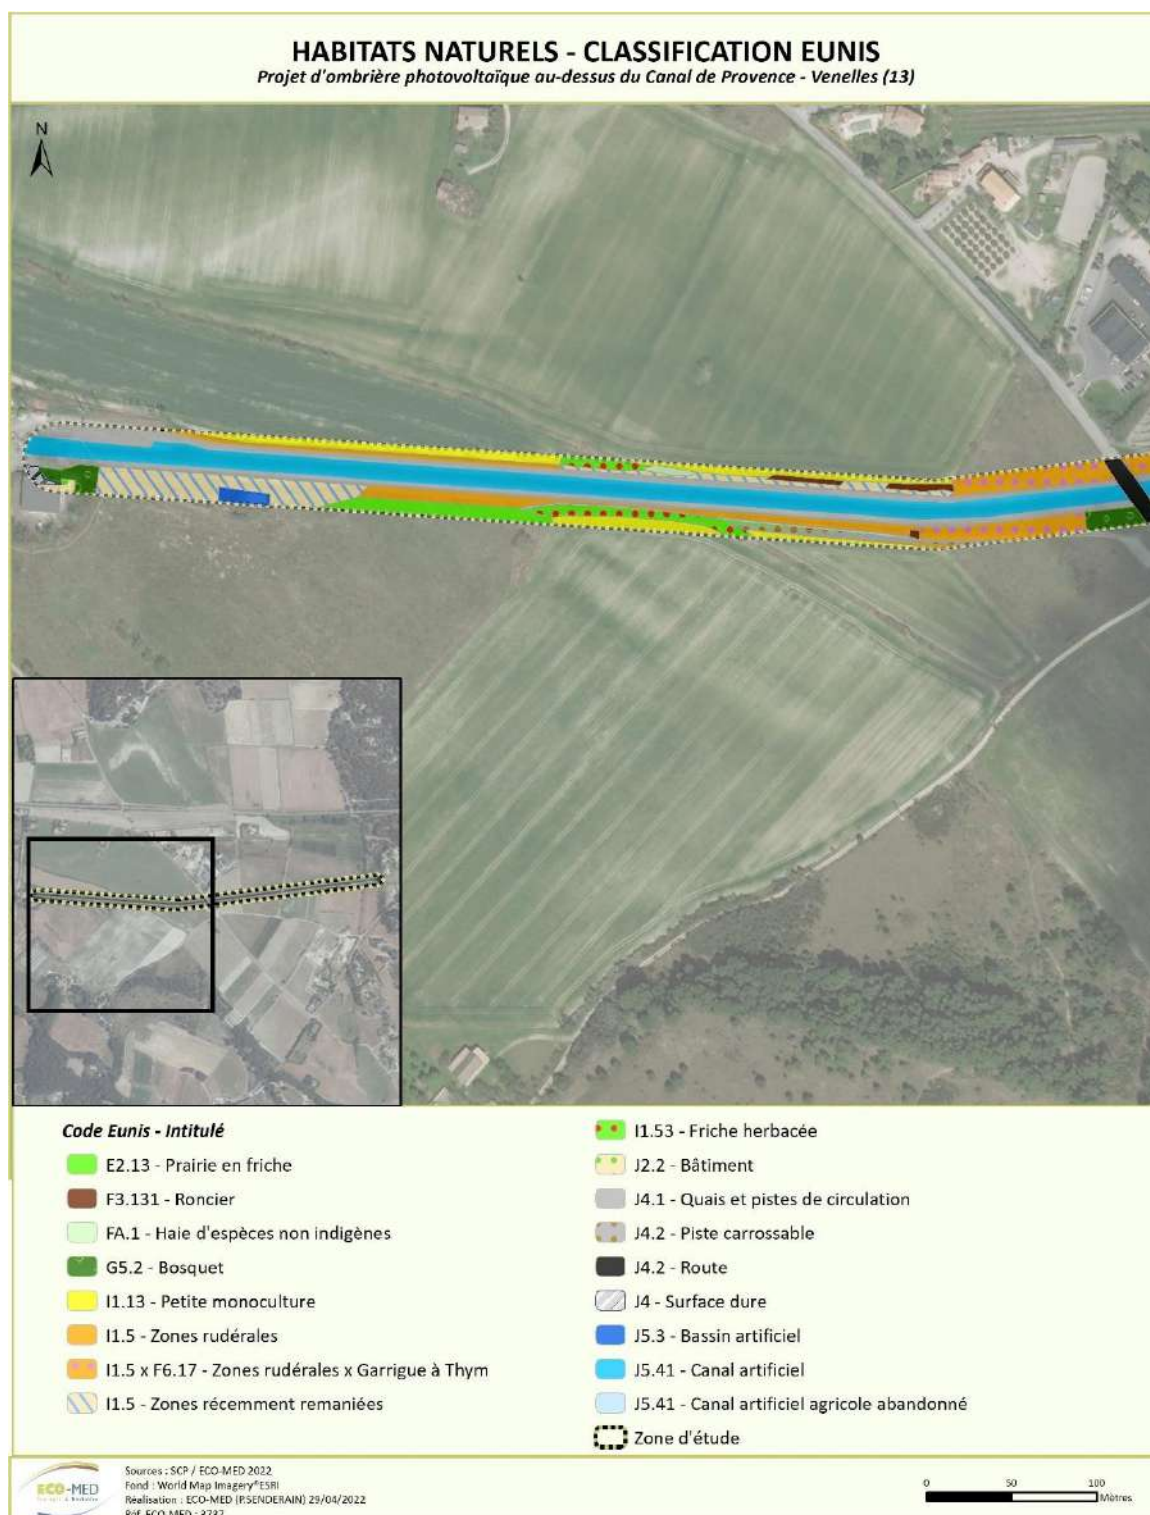 HABITATS NATURELS - CLASSIFICATION EUNIS
Projet d'ombrière photovoltaïque au-dessus du Canal de Provence - Venelles (13)
N
Code Eunis - Intitulé
E2.13 - Prairie en friche
F3.131 - Roncier
FA.1 - Haie d'espèces non indigènes
G5.2 - Bosquet
I1.13 - Petite monoculture
I1.5 - Zones rudérales
I1.5 x F6.17 - Zones rudérales x Garrigue à Thym
I1.5 - Zones récemment remaniées
I1.53 - Friche herbacée
J2.2 - Bâtiment
J4.1 - Quais et pistes de circulation
J4.2 - Piste carrossable
J4.2 - Route
J4 - Surface dure
J5.3 - Bassin artificiel
J5.41 - Canal artificiel
J5.41 - Canal artificiel agricole abandonné
Zone d'étude
ECO-MED
Sources : SCP / ECO-MED 2022
Fond : World Map Imagery®ESRI
Réalisation : ECO-MED (P.SENDERAIN) 29/04/2022
Réf. ECO-MED : 3737
0 50 100
Mètres